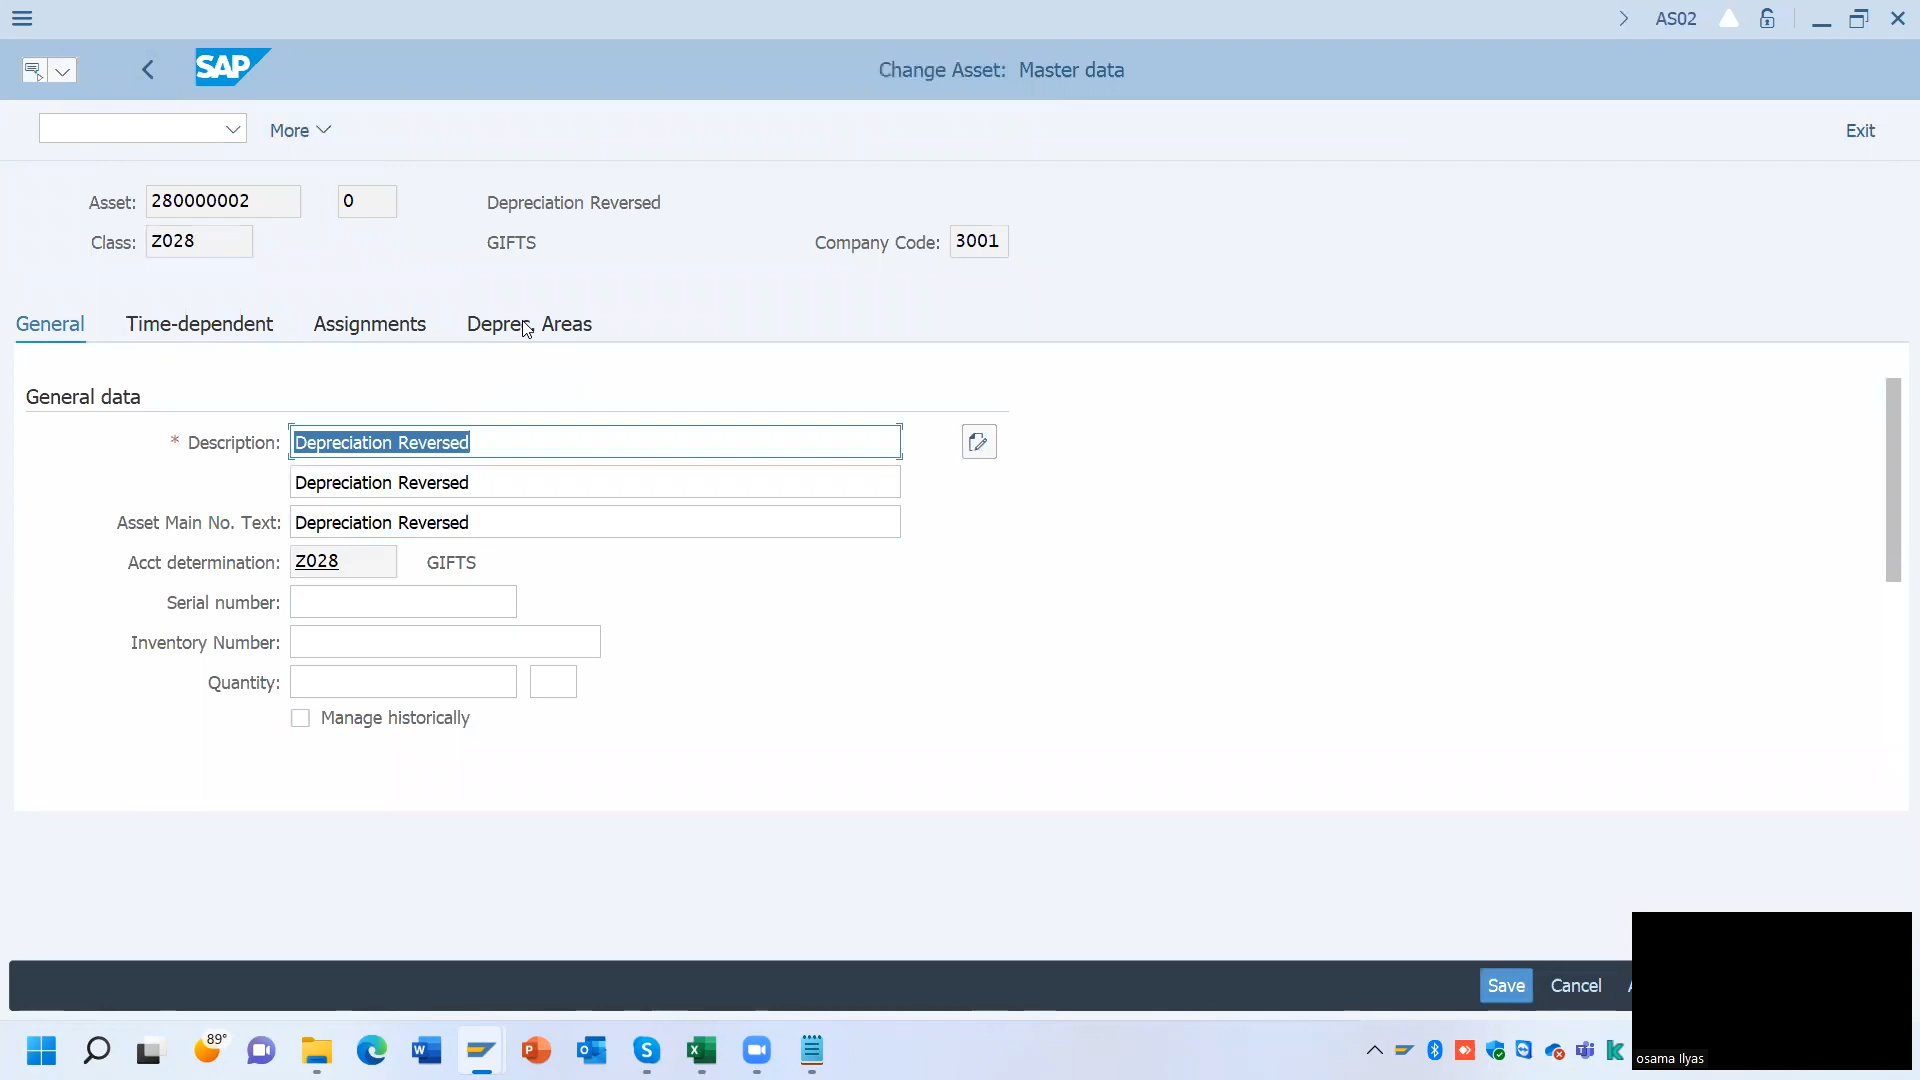 AS02
SAP
Change Asset: Master data
More
Exit
Asset: 280000002 0 Depreciation Reversed
Class: Z028 GIFTS Company Code: 3001
General Time-dependent Assignments Deprec. Areas
General data
* Description: Depreciation Reversed
Depreciation Reversed
Asset Main No. Text: Depreciation Reversed
Acct determination: Z028 GIFTS
Serial number:
Inventory Number:
Quantity:
Manage historically
Save Cancel
89°
osama Ilyas